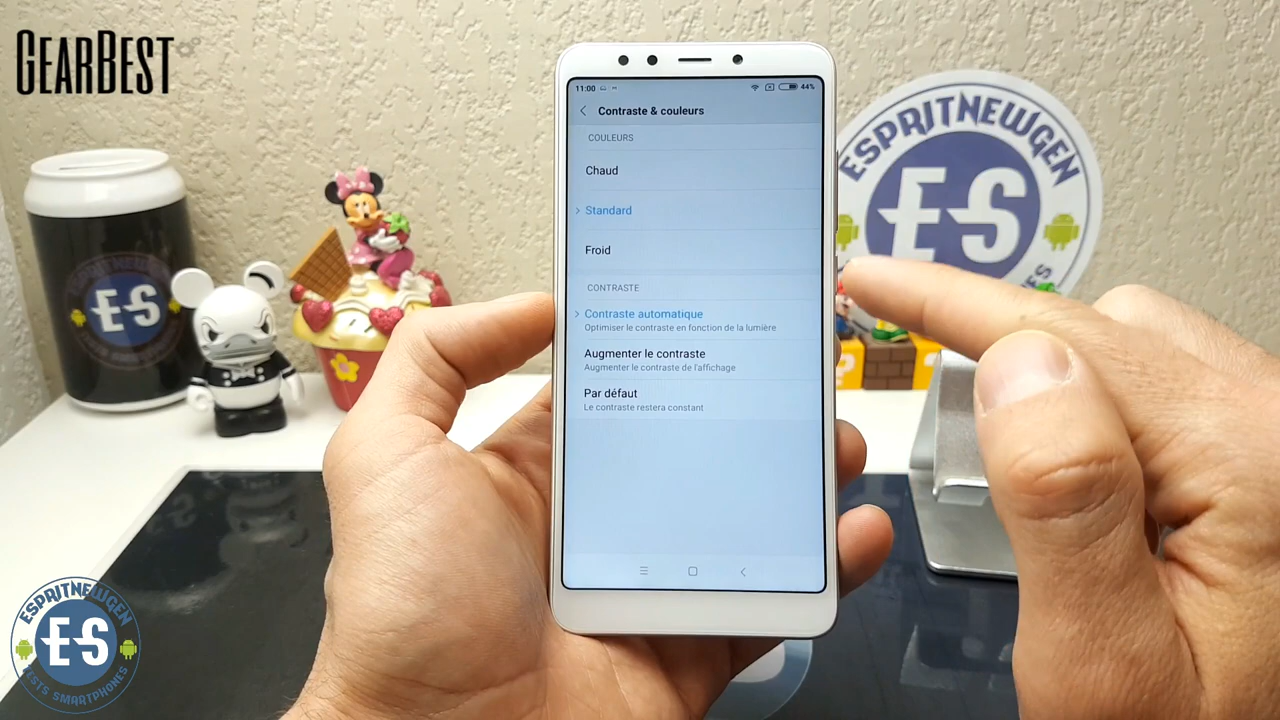 GEARBEST
11:00
44%
Contraste & couleurs
COULEURS
Chaud
Standard
Froid
CONTRASTE
Contraste automatique
Optimiser le contraste en fonction de la lumière
Augmenter le contraste
Augmenter le contraste de l'affichage
Par défaut
Le contraste restera constant
ESPRITNEWGEN
ES
ES
ESPRITNEWGEN
ES
TESTS SMARTPHONES